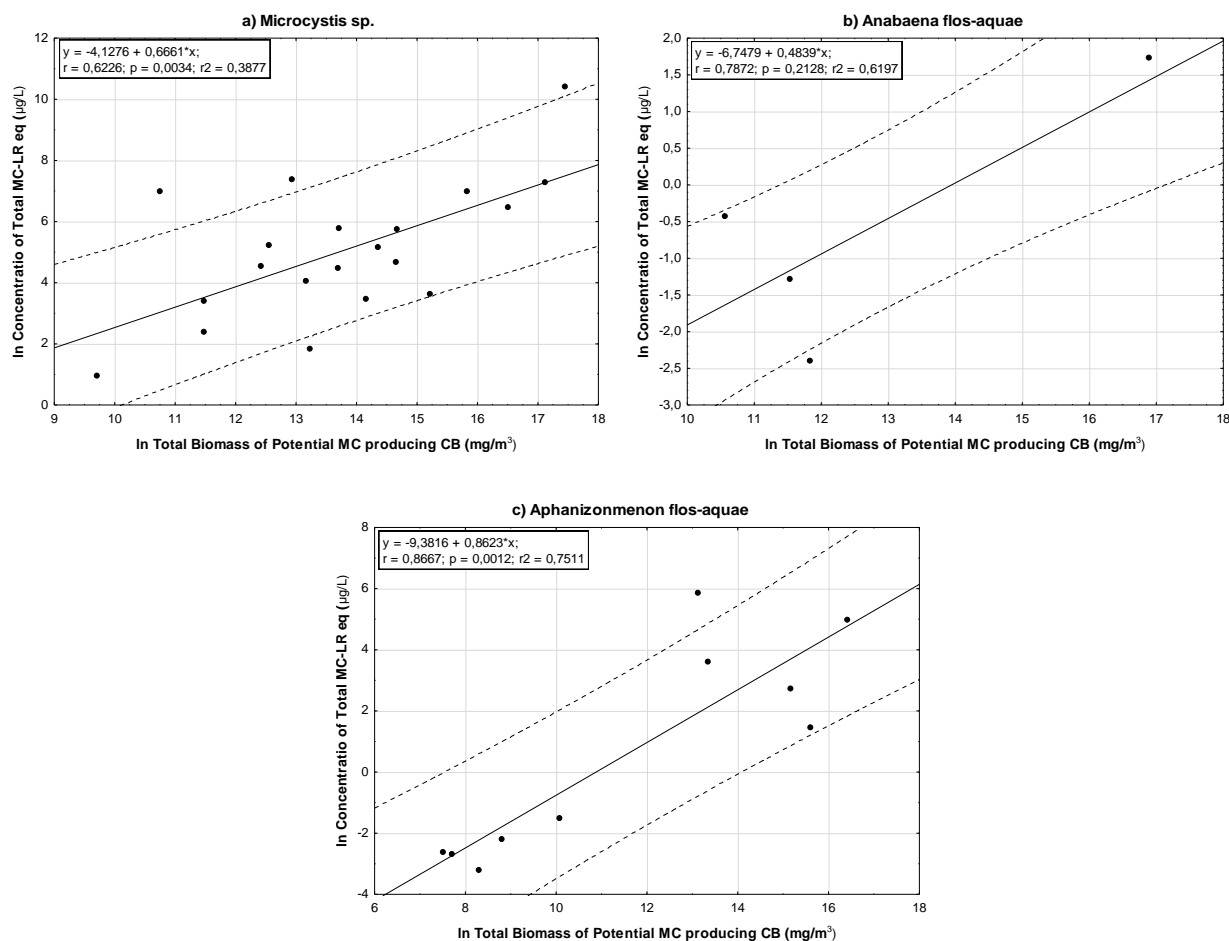 a) Microcystis sp.
y = -4,1276 + 0,6661*x;
r = 0,6226; p = 0,0034; r2 = 0,3877
12
10
8
6
4
2
0
9 10 11 12 13 14 15 16 17 18
ln Concentratio of Total MC-LR eq (µg/L)
ln Total Biomass of Potential MC producing CB (mg/m³)
b) Anabaena flos-aquae
y = -6,7479 + 0,4839*x;
r = 0,7872; p = 0,2128; r2 = 0,6197
2,0
1,5
1,0
0,5
0,0
-0,5
-1,0
-1,5
-2,0
-2,5
-3,0
10 11 12 13 14 15 16 17 18
ln Concentratio of Total MC-LR eq (µg/L)
ln Total Biomass of Potential MC producing CB (mg/m³)
c) Aphanizonmenon flos-aquae
y = -9,3816 + 0,8623*x;
r = 0,8667; p = 0,0012; r2 = 0,7511
8
6
4
2
0
-2
-4
6 8 10 12 14 16 18
ln Concentratio of Total MC-LR eq (µg/L)
ln Total Biomass of Potential MC producing CB (mg/m³)